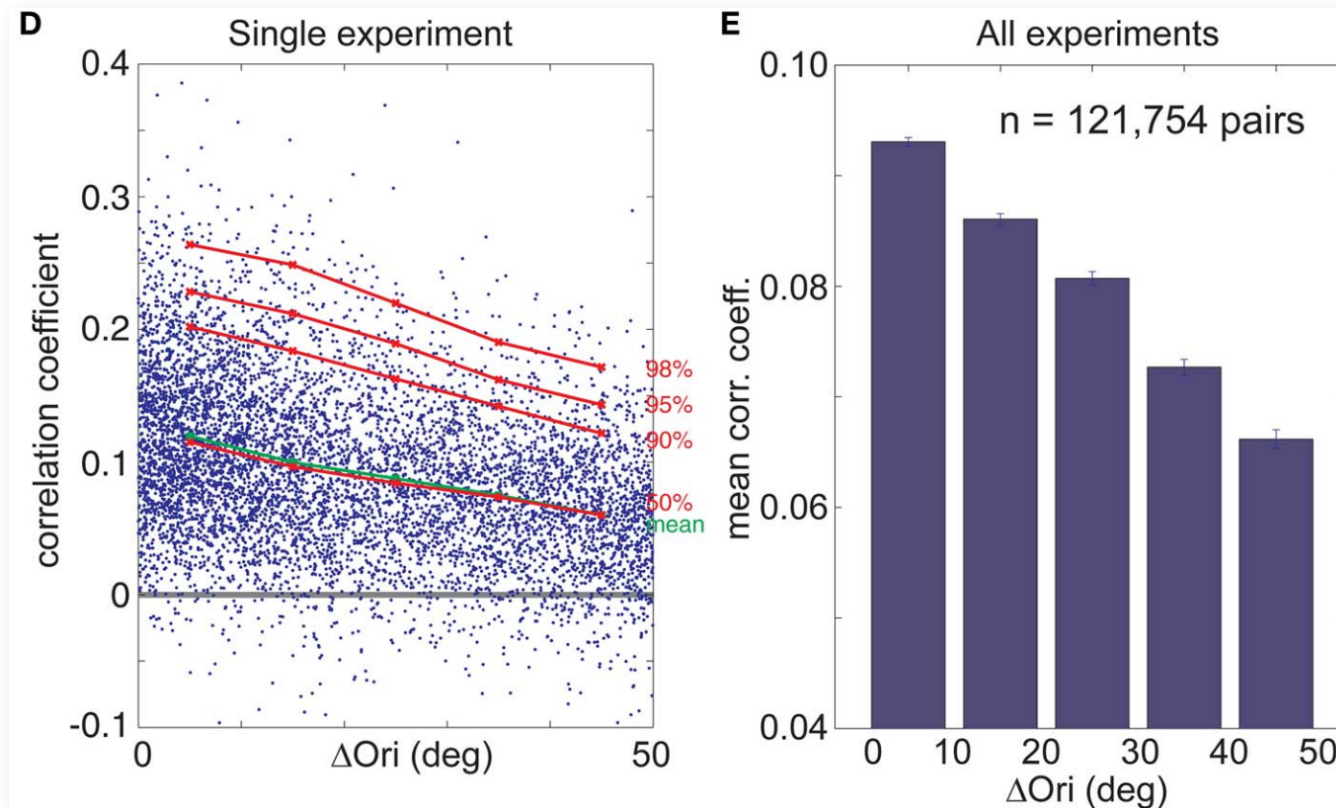 D
Single experiment
0.4
0.3
0.2
0.1
0
-0.1
correlation coefficient
98%
95%
90%
50%
mean
0
ΔOri (deg)
50
E
All experiments
n = 121,754 pairs
0.10
0.08
0.06
0.04
mean corr. coeff.
0 10 20 30 40 50
ΔOri (deg)